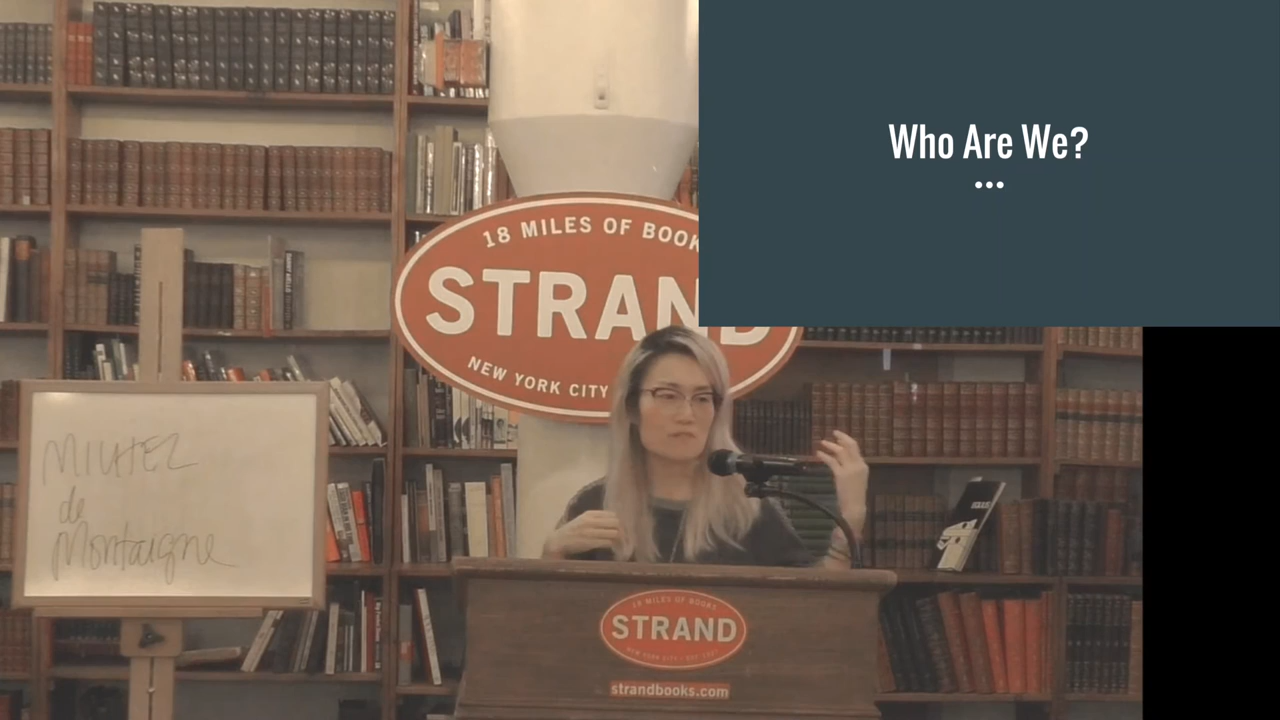 Who Are We?
•••
18 MILES OF BOOK
STRAND
NEW YORK CITY
MICHEL
de
Montaigne
18 MILES OF BOOKS
STRAND
strandbooks.com